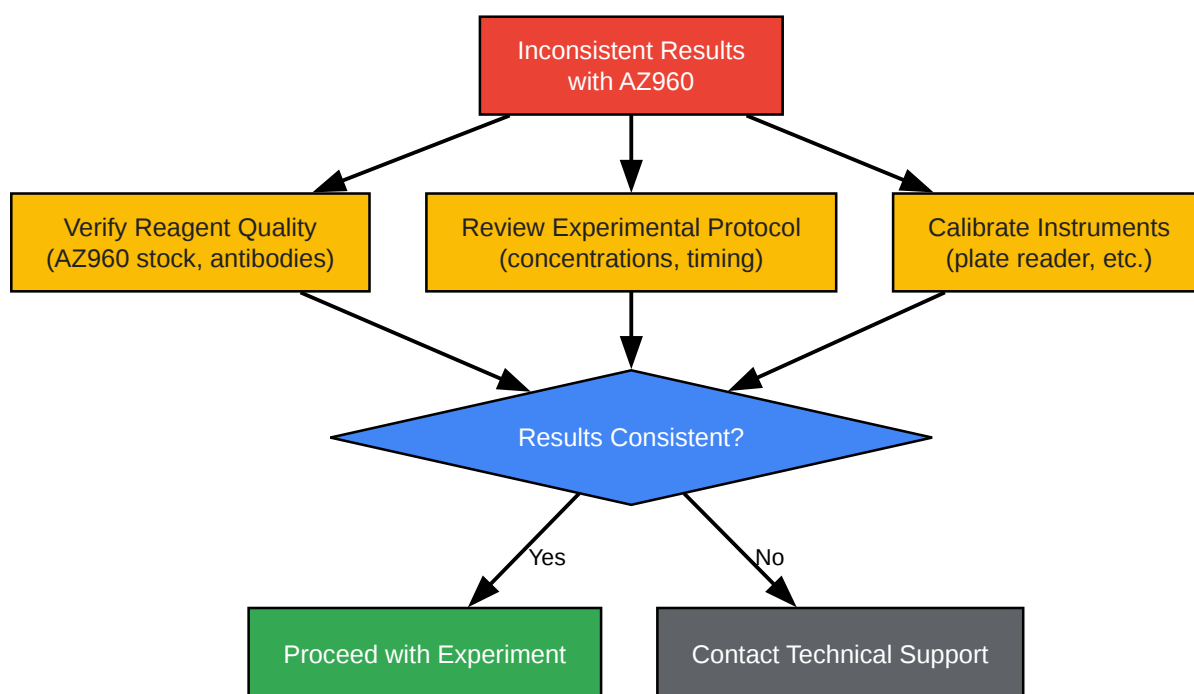 Inconsistent Results
with AZ960
Verify Reagent Quality
(AZ960 stock, antibodies)
Review Experimental Protocol
(concentrations, timing)
Calibrate Instruments
(plate reader, etc.)
Results Consistent?
Yes
No
Proceed with Experiment
Contact Technical Support